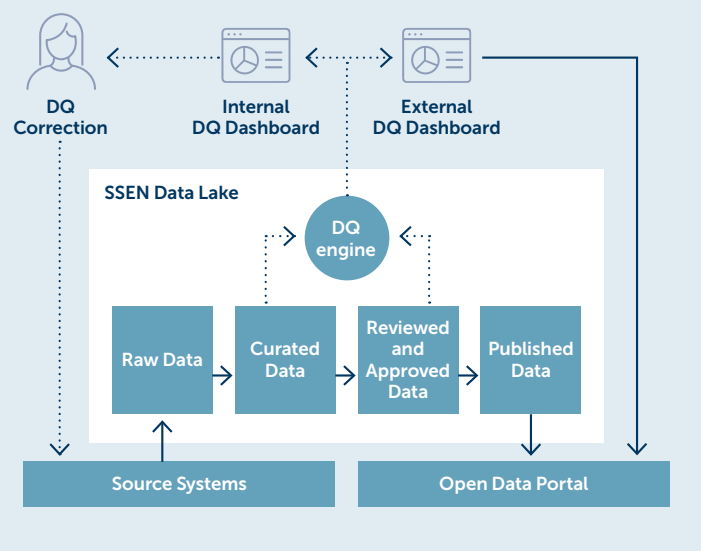 DQ
Correction
Internal
DQ Dashboard
External
DQ Dashboard
SSEN Data Lake
DQ
engine
Raw Data
Curated
Data
Reviewed
and
Approved
Data
Published
Data
Source Systems
Open Data Portal